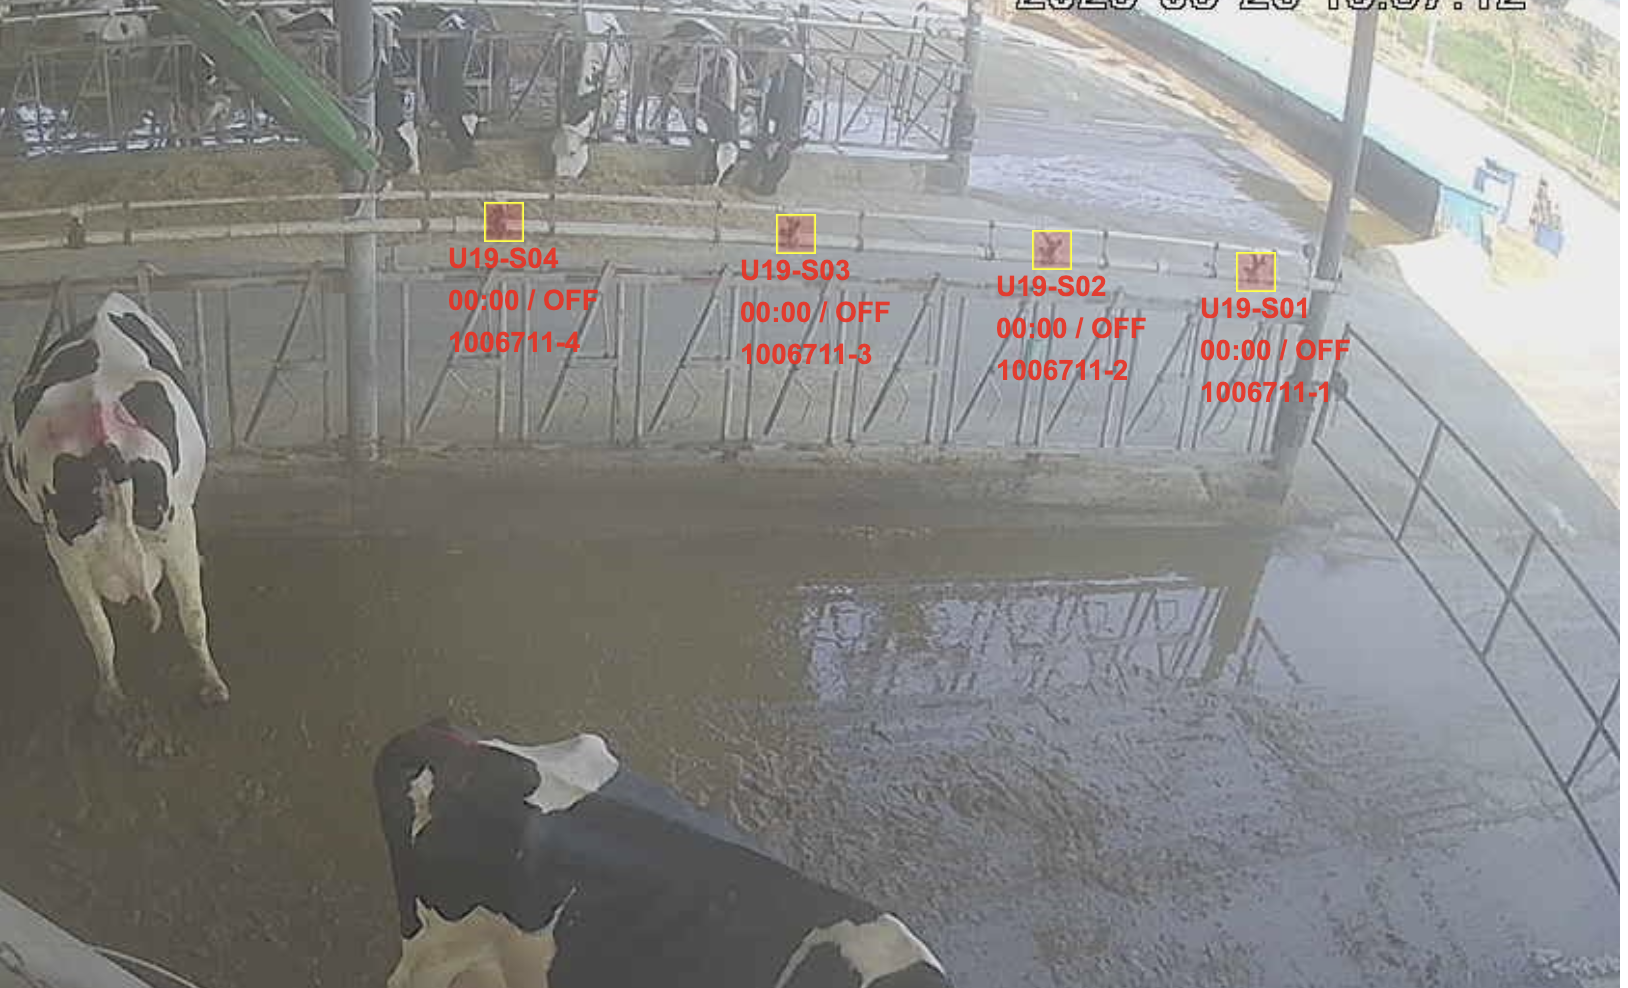 U19-S04
00:00 / OFF
1006711-4
U19-S03
00:00 / OFF
1006711-3
U19-S02
00:00 / OFF
1006711-2
U19-S01
00:00 / OFF
1006711-1